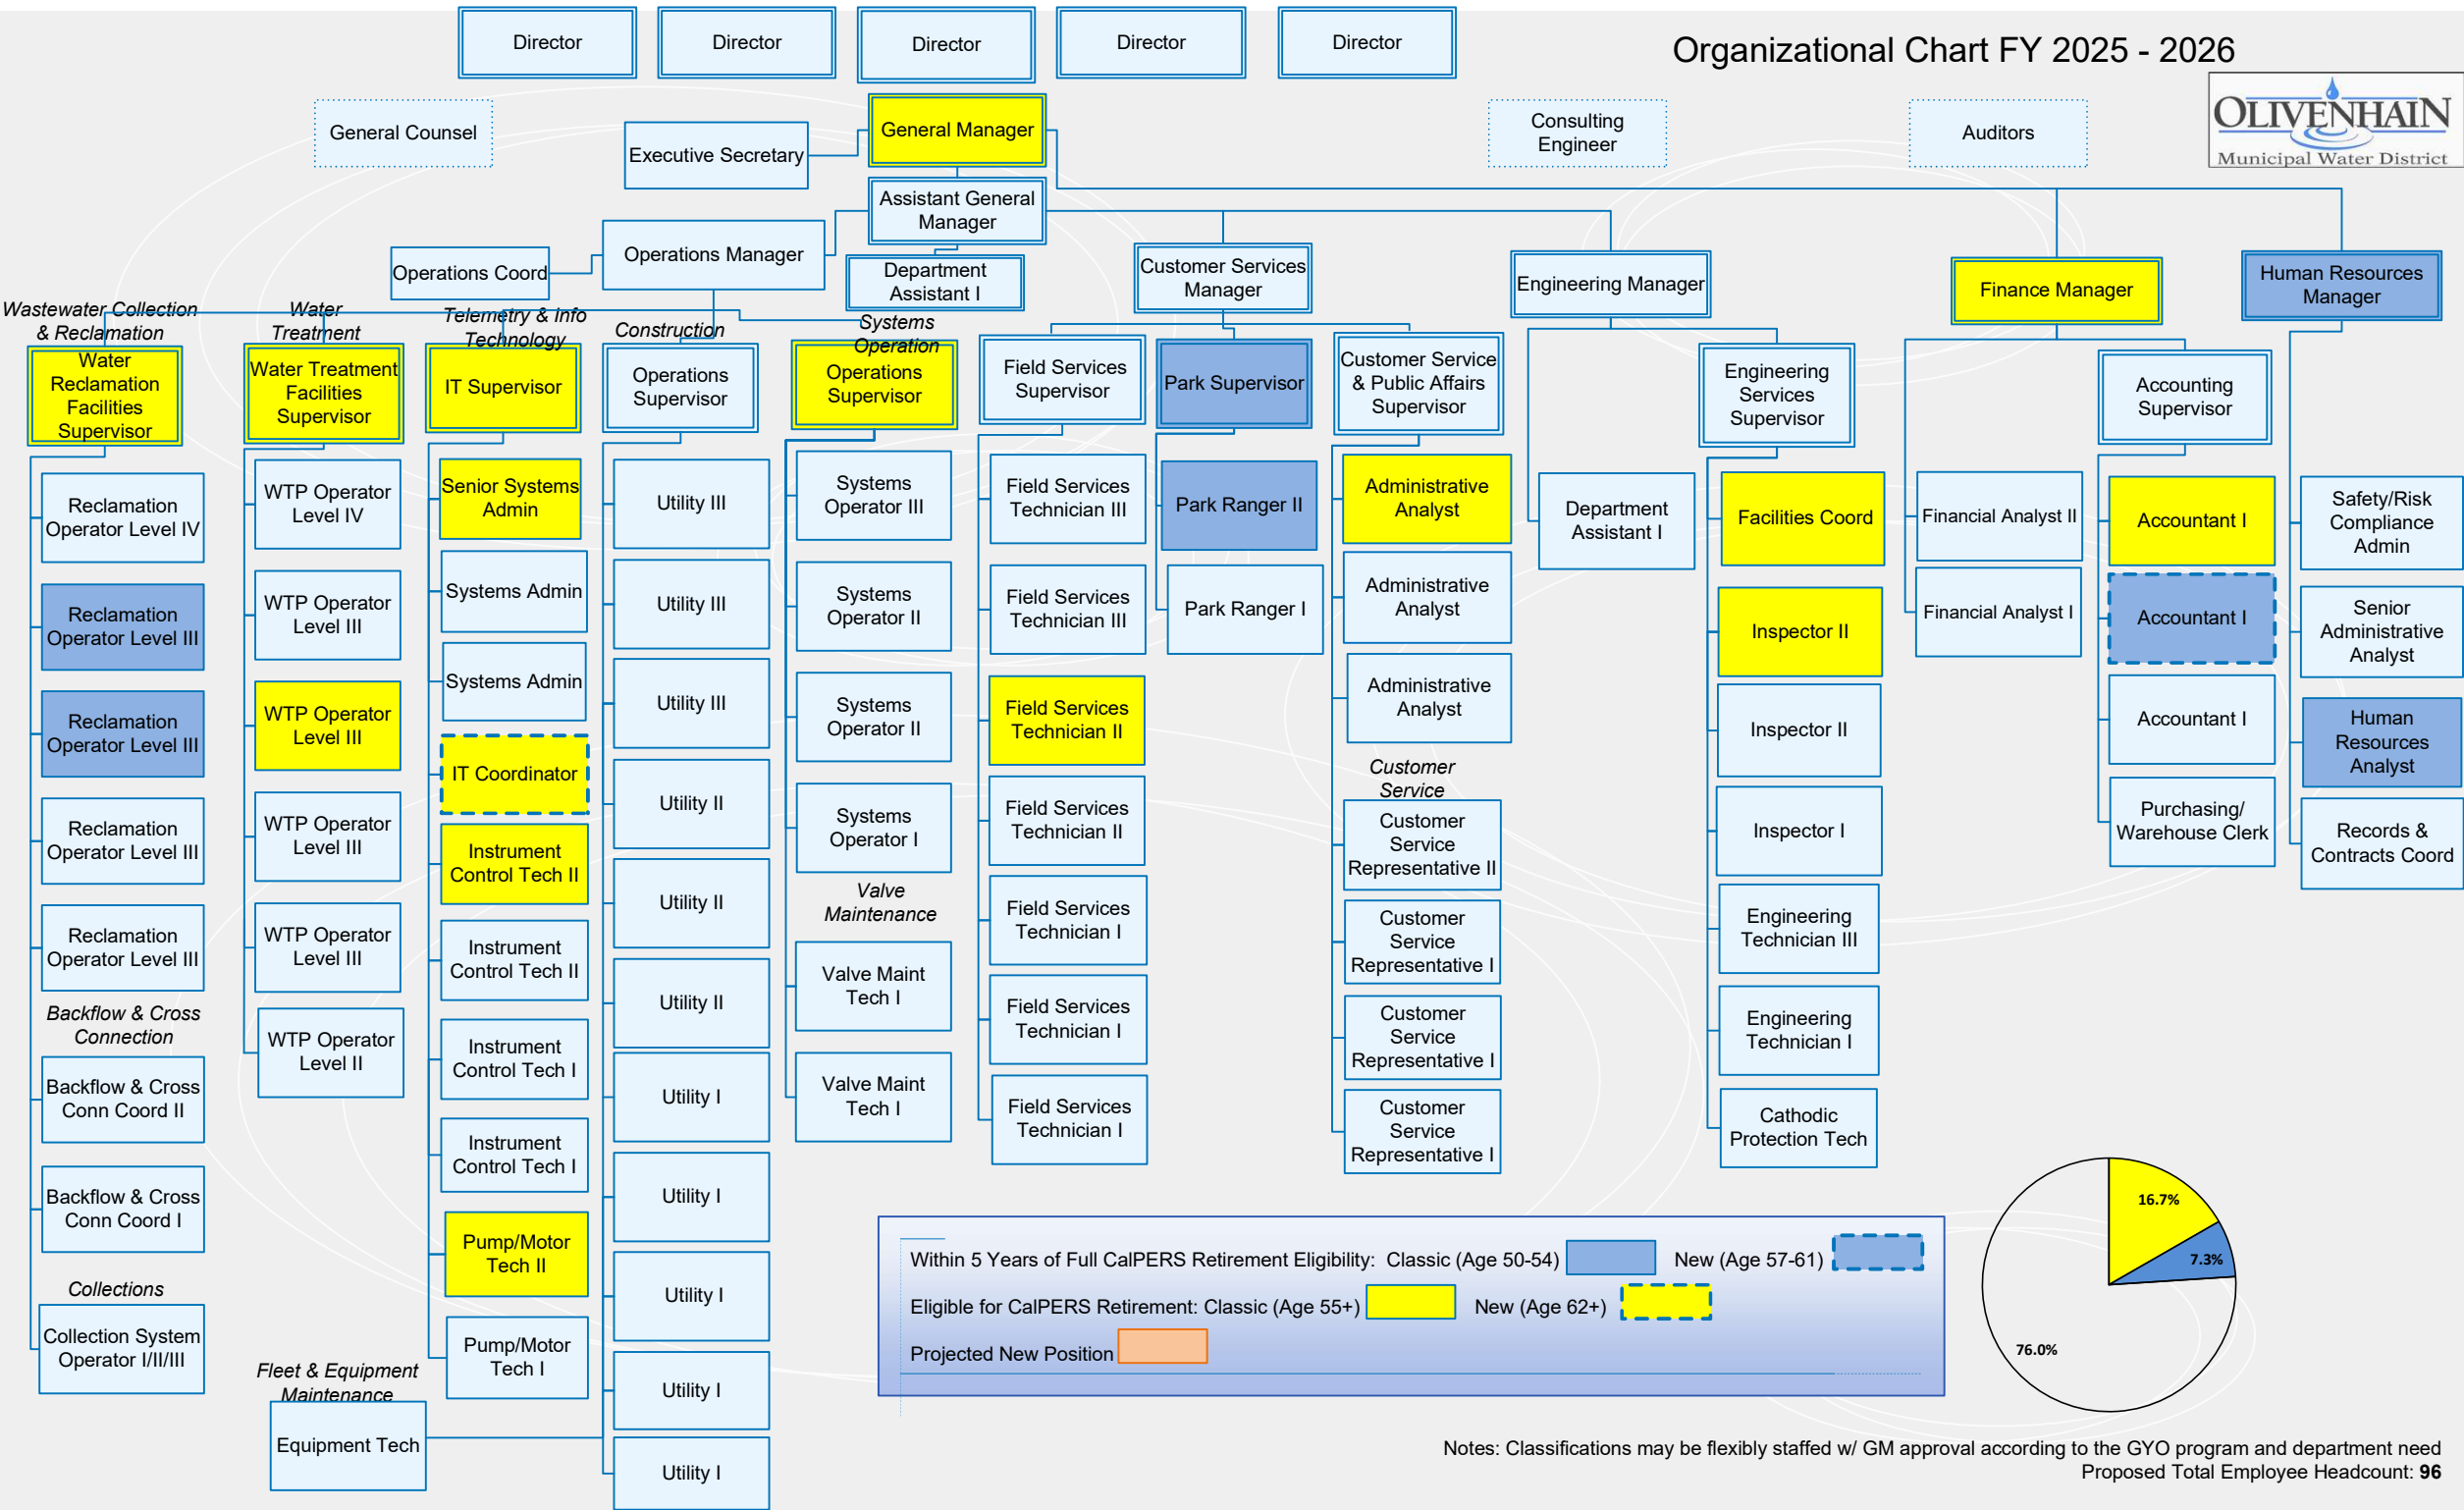 Director
Director
Director
Director
Director
Organizational Chart FY 2025 - 2026
OLIVENHAIN
Municipal Water District
General Counsel
Executive Secretary
General Manager
Consulting
Engineer
Auditors
Assistant General
Manager
Operations Coord
Operations Manager
Department
Assistant I
Customer Services
Manager
Engineering Manager
Finance Manager
Human Resources
Manager
Wastewater Collection
& Reclamation
Water
Treatment
Telemetry & Info
Technology
Construction
Systems
Operation
Water
Reclamation
Facilities
Supervisor
Water Treatment
Facilities
Supervisor
IT Supervisor
Operations
Supervisor
Operations
Supervisor
Field Services
Supervisor
Park Supervisor
Customer Service
& Public Affairs
Supervisor
Engineering
Services
Supervisor
Accounting
Supervisor
Reclamation
Operator Level IV
Reclamation
Operator Level III
Reclamation
Operator Level III
Reclamation
Operator Level III
Reclamation
Operator Level III
Backflow & Cross
Connection
Backflow & Cross
Conn Coord II
Backflow & Cross
Conn Coord I
Collections
Collection System
Operator I/II/III
WTP Operator
Level IV
WTP Operator
Level III
WTP Operator
Level III
WTP Operator
Level III
WTP Operator
Level III
WTP Operator
Level II
Fleet & Equipment
Maintenance
Equipment Tech
Senior Systems
Admin
Systems Admin
Systems Admin
IT Coordinator
Instrument
Control Tech II
Instrument
Control Tech II
Instrument
Control Tech I
Instrument
Control Tech I
Pump/Motor
Tech II
Pump/Motor
Tech I
Utility III
Utility III
Utility III
Utility II
Utility II
Utility II
Utility I
Utility I
Utility I
Utility I
Utility I
Systems
Operator III
Systems
Operator II
Systems
Operator II
Systems
Operator I
Valve
Maintenance
Valve Maint
Tech I
Valve Maint
Tech I
Field Services
Technician III
Field Services
Technician III
Field Services
Technician II
Field Services
Technician II
Field Services
Technician I
Field Services
Technician I
Field Services
Technician I
Park Ranger II
Park Ranger I
Administrative
Analyst
Administrative
Analyst
Administrative
Analyst
Customer
Service
Customer
Service
Representative II
Customer
Service
Representative I
Customer
Service
Representative I
Customer
Service
Representative I
Department
Assistant I
Facilities Coord
Inspector II
Inspector II
Inspector I
Engineering
Technician III
Engineering
Technician I
Cathodic
Protection Tech
Financial Analyst II
Financial Analyst I
Accountant I
Accountant I
Accountant I
Purchasing/
Warehouse Clerk
Safety/Risk
Compliance
Admin
Senior
Administrative
Analyst
Human
Resources
Analyst
Records &
Contracts Coord
Within 5 Years of Full CalPERS Retirement Eligibility: Classic (Age 50-54) New (Age 57-61)
Eligible for CalPERS Retirement: Classic (Age 55+) New (Age 62+)
Projected New Position
16.7%
7.3%
76.0%
Notes: Classifications may be flexibly staffed w/ GM approval according to the GYO program and department need
Proposed Total Employee Headcount: 96